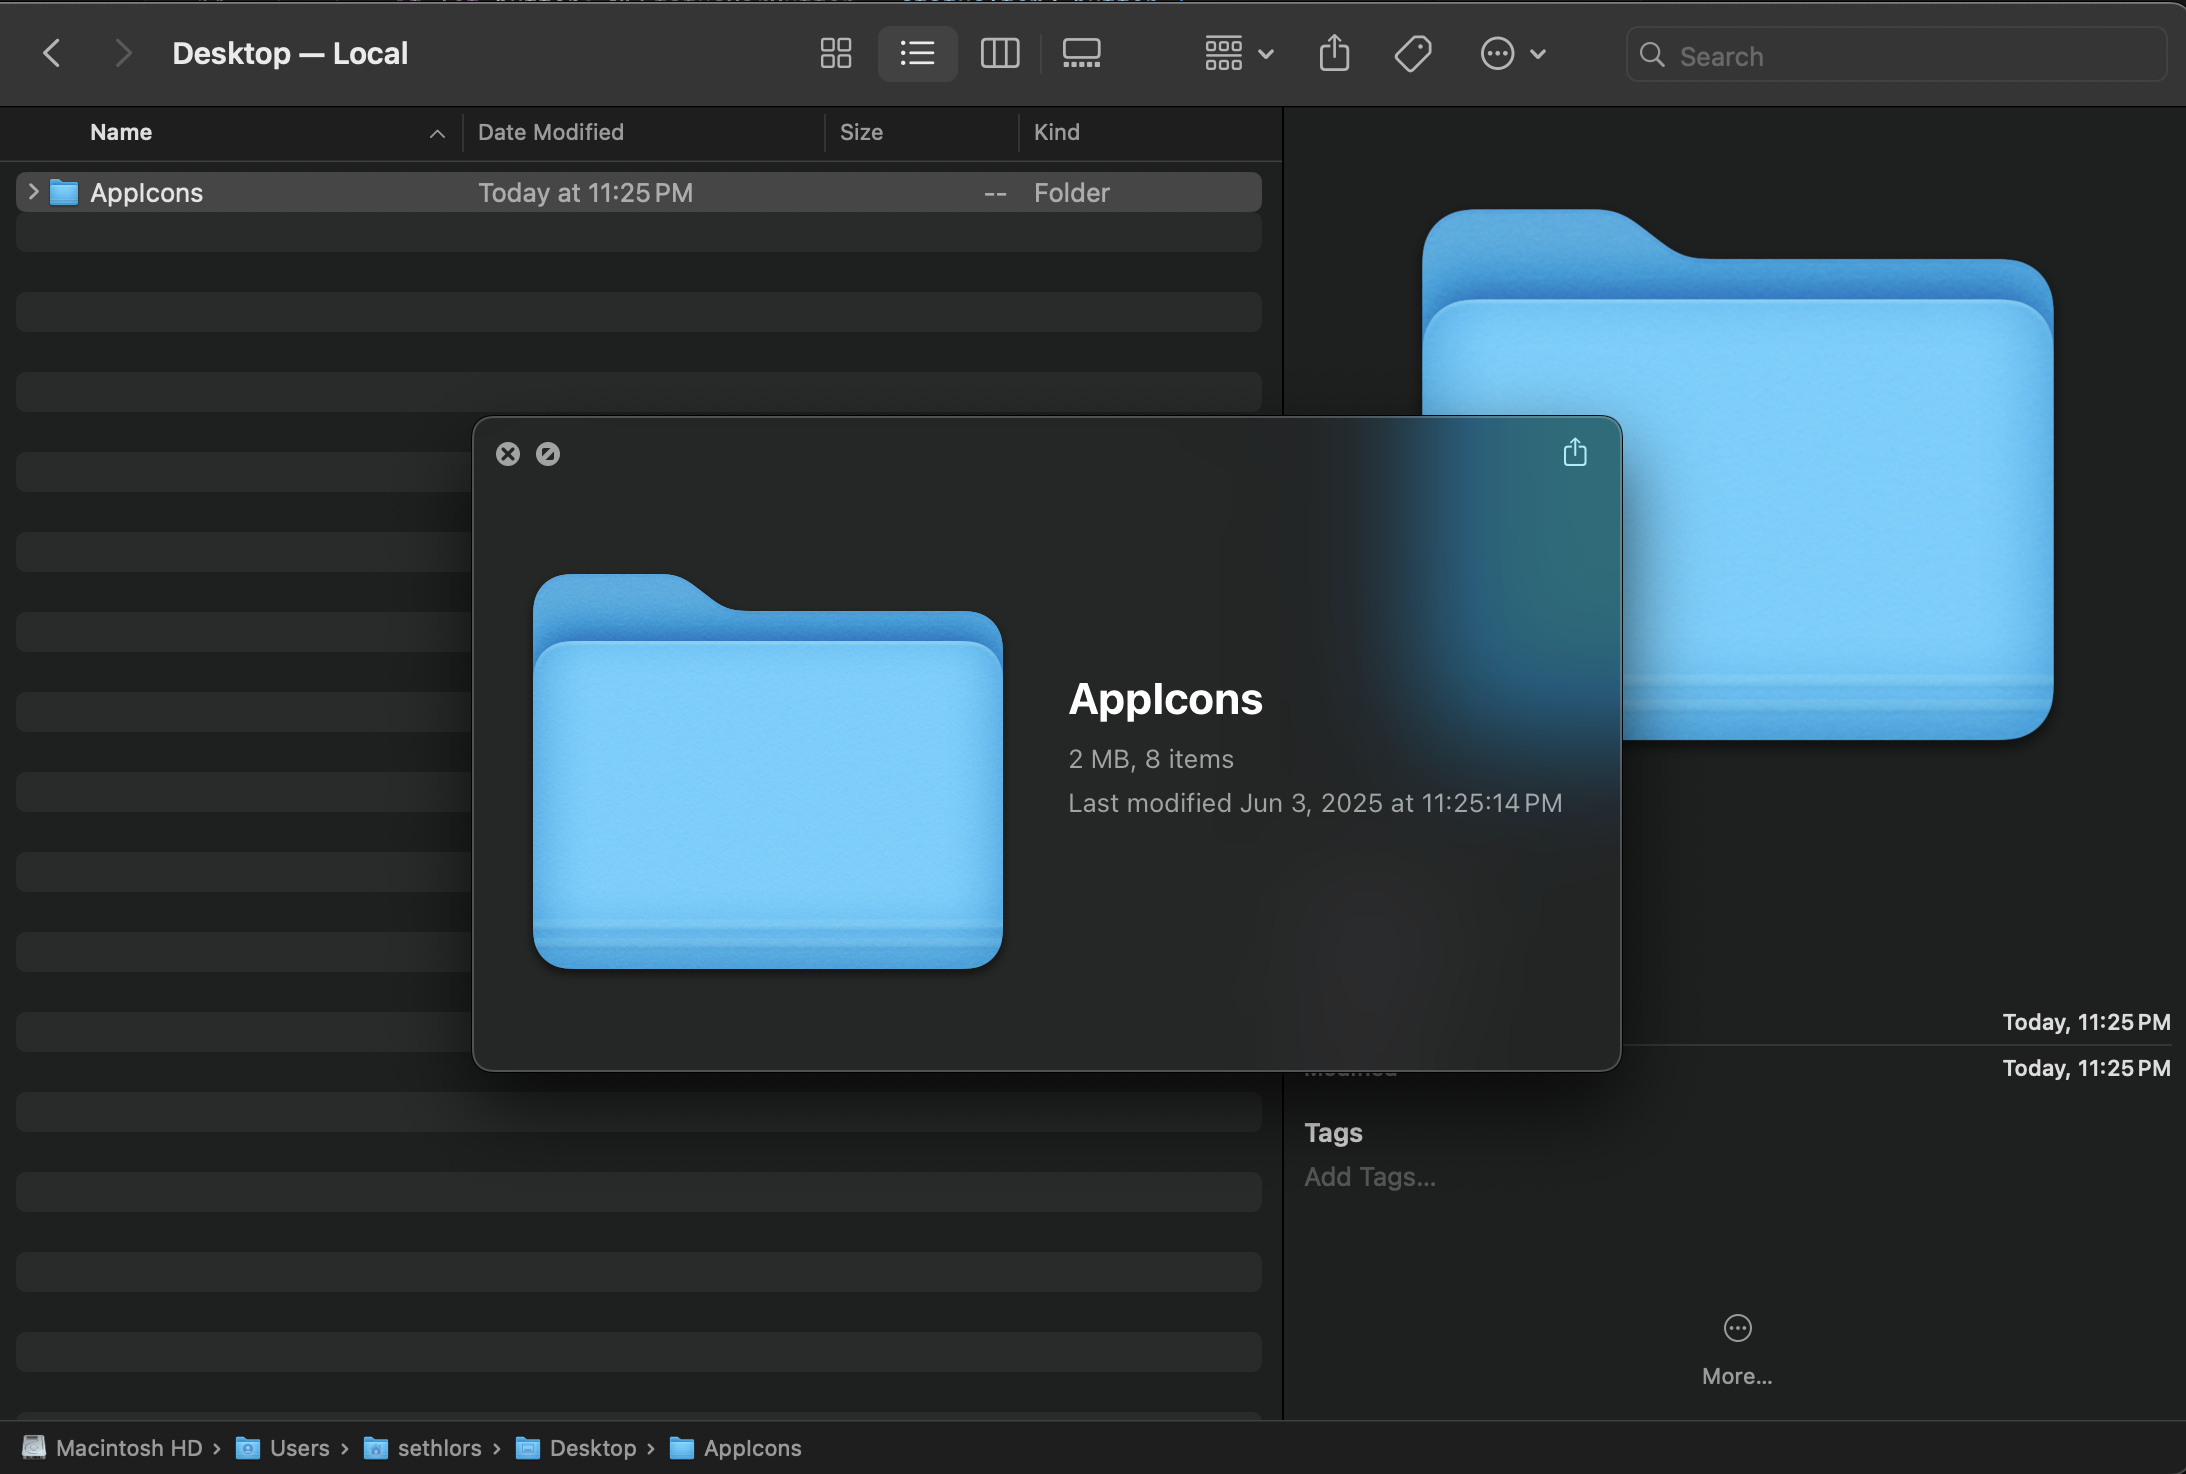 Desktop — Local
Search
Name Date Modified Size Kind
AppIcons Today at 11:25 PM -- Folder
AppIcons
2 MB, 8 items
Last modified Jun 3, 2025 at 11:25:14 PM
Today, 11:25 PM
Modified Today, 11:25 PM
Tags
Add Tags...
More...
Macintosh HD › Users › sethlors › Desktop › AppIcons